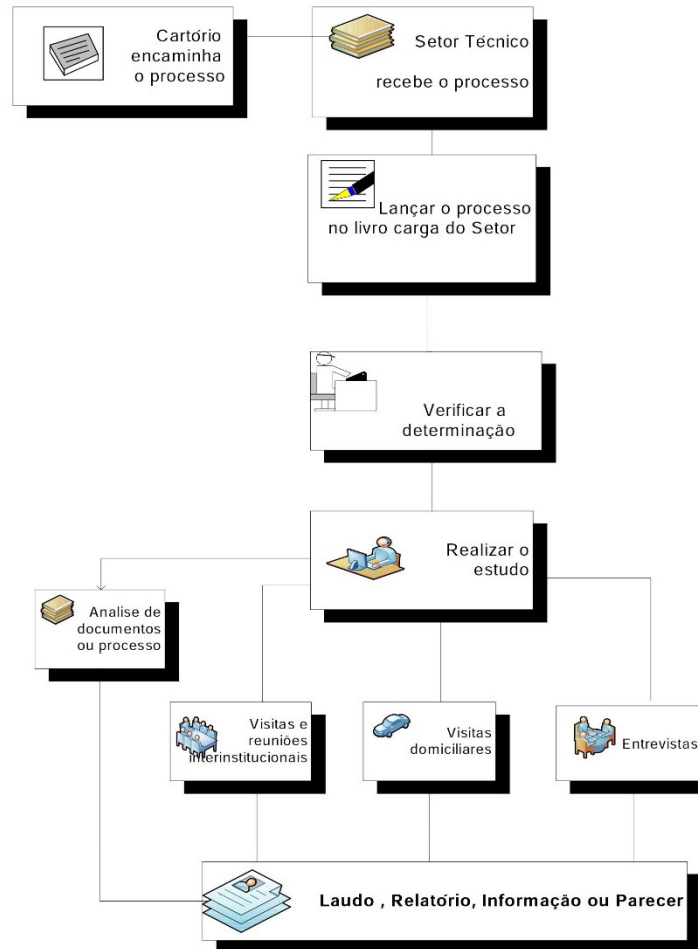 Cartório
encaminha
o processo
Setor Técnico
recebe o processo
Lançar o processo
no livro carga do Setor
Verificar a
determinação
Realizar o
estudo
Analise de
documentos
ou processo
Visitas e
reuniões
interinstitucionais
Visitas
domiciliares
Entrevistas
Laudo , Relatório, Informação ou Parecer